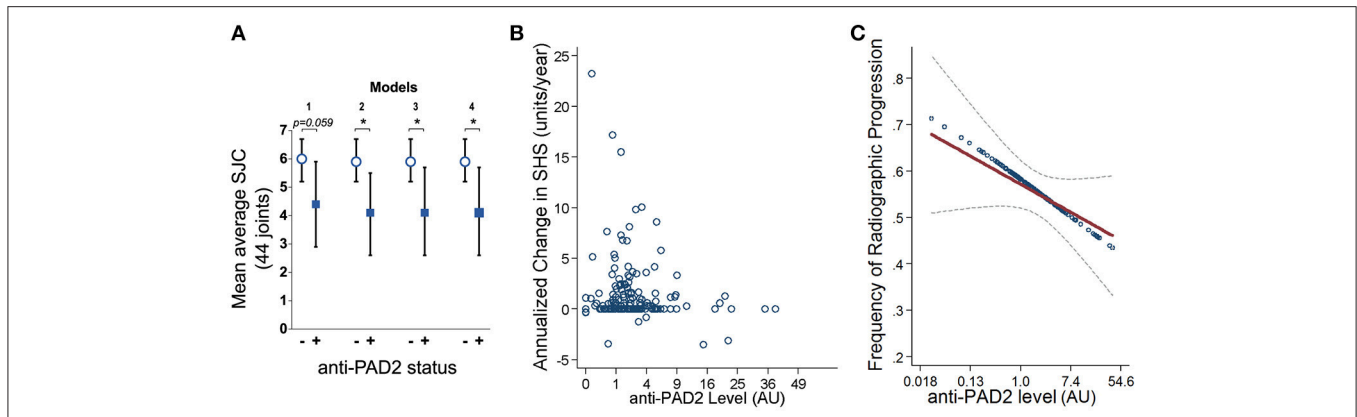 A
Models
1 2 3 4
p=0.059 * * *
7
6
5
4
3
2
1
0
Mean average SJC
(44 joints)
- + - + - + - +
anti-PAD2 status
B
Annualized Change in SHS (units/year)
25
20
15
10
5
0
-5
0 1 4 9 16 25 36 49
anti-PAD2 Level (AU)
C
Frequency of Radiographic Progression
.8
.7
.6
.5
.4
.3
.2
0.018 0.13 1.0 7.4 54.6
anti-PAD2 level (AU)